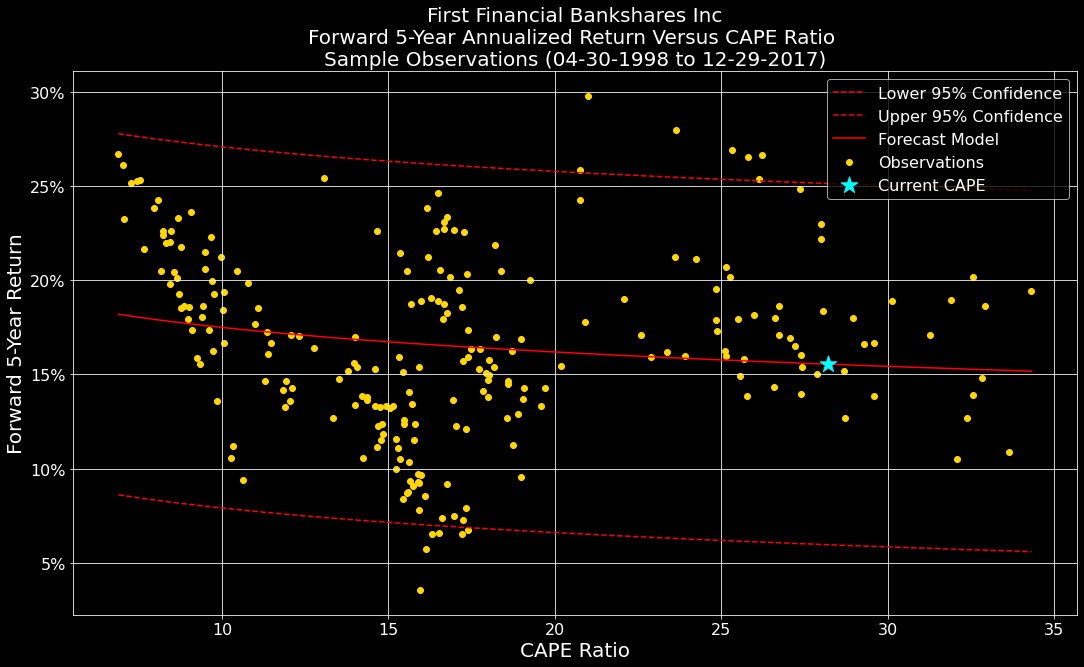 First Financial Bankshares Inc
Forward 5-Year Annualized Return Versus CAPE Ratio
Sample Observations (04-30-1998 to 12-29-2017)
Lower 95% Confidence
Upper 95% Confidence
Forecast Model
Observations
Current CAPE
Forward 5-Year Return
30%
25%
20%
15%
10%
5%
10
15
20
25
30
35
CAPE Ratio